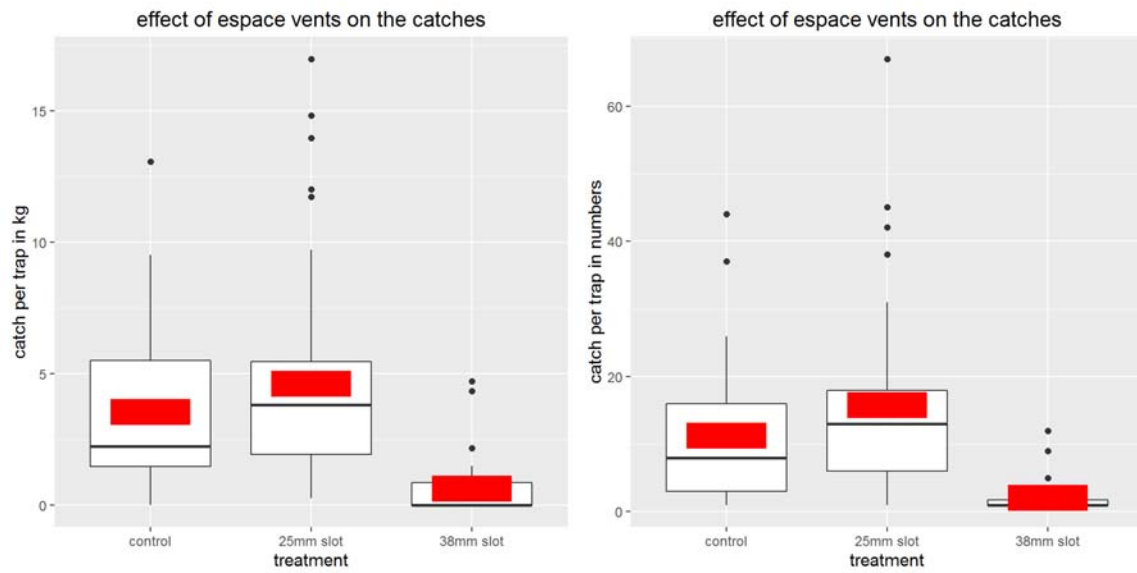 effect of espace vents on the catches
catch per trap in kg
15
10
5
0
control
25mm slot
38mm slot
treatment
effect of espace vents on the catches
catch per trap in numbers
60
40
20
0
control
25mm slot
38mm slot
treatment